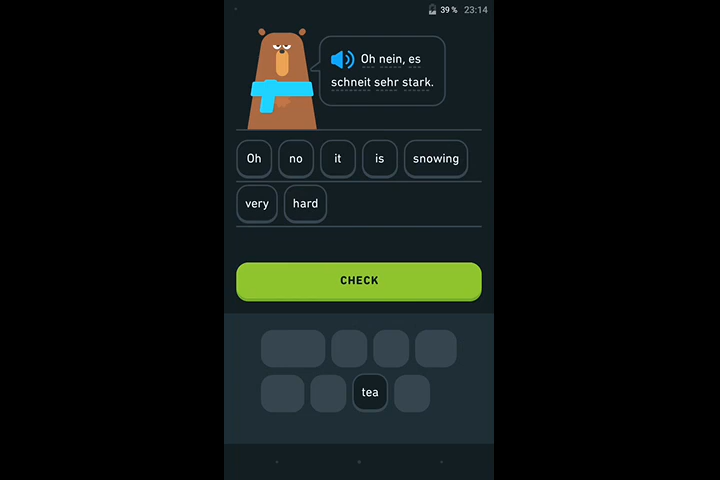 39 % 23:14
Oh nein, es
schneit sehr stark.
Oh no it is snowing
very hard
CHECK
tea